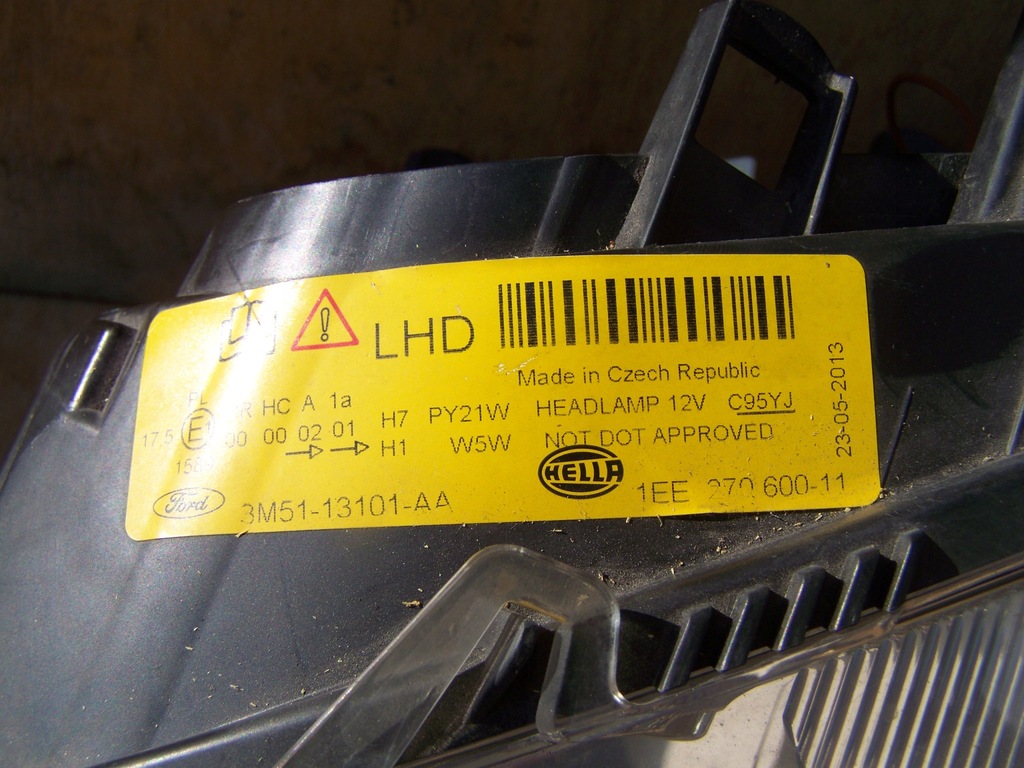 LHD
Made in Czech Republic
HC A 1a
H7 PY21W HEADLAMP 12V C95YJ
17,5 E1 00 00 02 01
H1 W5W NOT DOT APPROVED
23-05-2013
HELLA
Ford 3M51-13101-AA
1EE 270 600-11